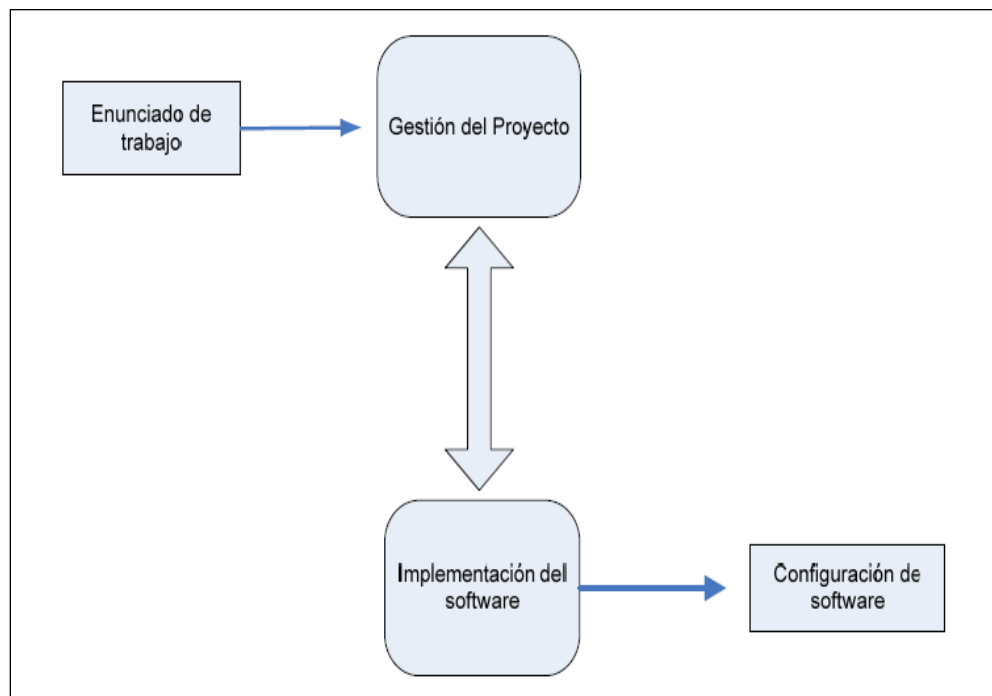 Enunciado de
trabajo
Gestión del Proyecto
Implementación del
software
Configuración de
software